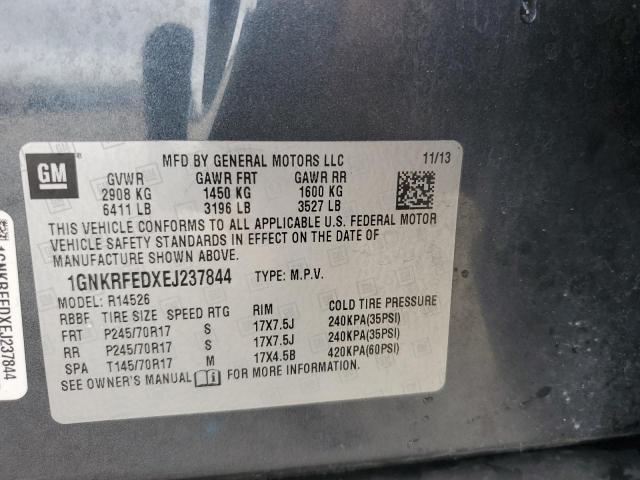 GM
MFD BY GENERAL MOTORS LLC 11/13
GVWR GAWR FRT GAWR RR
2908 KG 1450 KG 1600 KG
6411 LB 3196 LB 3527 LB
THIS VEHICLE CONFORMS TO ALL APPLICABLE U.S. FEDERAL MOTOR
VEHICLE SAFETY STANDARDS IN EFFECT ON THE DATE OF
MANUFACTURE SHOWN ABOVE.
1GNKRFEDXEJ237844 TYPE: M.P.V.
MODEL: R14526
RBBF TIRE SIZE SPEED RTG RIM COLD TIRE PRESSURE
FRT P245/70R17 S 17X7.5J 240KPA(35PSI)
RR P245/70R17 S 17X7.5J 240KPA(35PSI)
SPA T145/70R17 M 17X4.5B 420KPA(60PSI)
SEE OWNER'S MANUAL FOR MORE INFORMATION.
1GNKRFEDXEJ237844